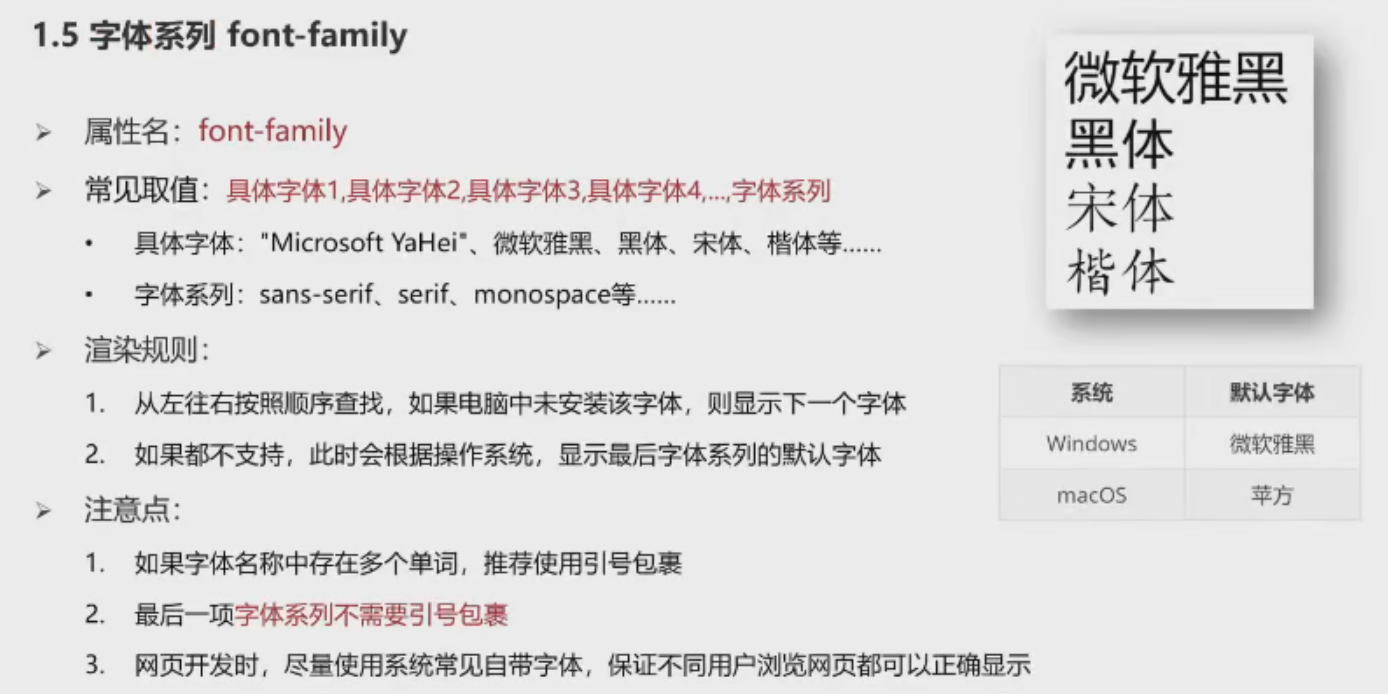 1.5 字体系列 font-family
属性名：font-family
常见取值：具体字体1,具体字体2,具体字体3,具体字体4,...,字体系列
• 具体字体："Microsoft YaHei"、微软雅黑、黑体、宋体、楷体等……
• 字体系列：sans-serif、serif、monospace等……
渲染规则：
1. 从左往右按照顺序查找，如果电脑中未安装该字体，则显示下一个字体
2. 如果都不支持，此时会根据操作系统，显示最后字体系列的默认字体
注意点：
1. 如果字体名称中存在多个单词，推荐使用引号包裹
2. 最后一项字体系列不需要引号包裹
3. 网页开发时，尽量使用系统常见自带字体，保证不同用户浏览网页都可以正确显示
微软雅黑
黑体
宋体
楷体
系统 默认字体
Windows 微软雅黑
macOS 苹方